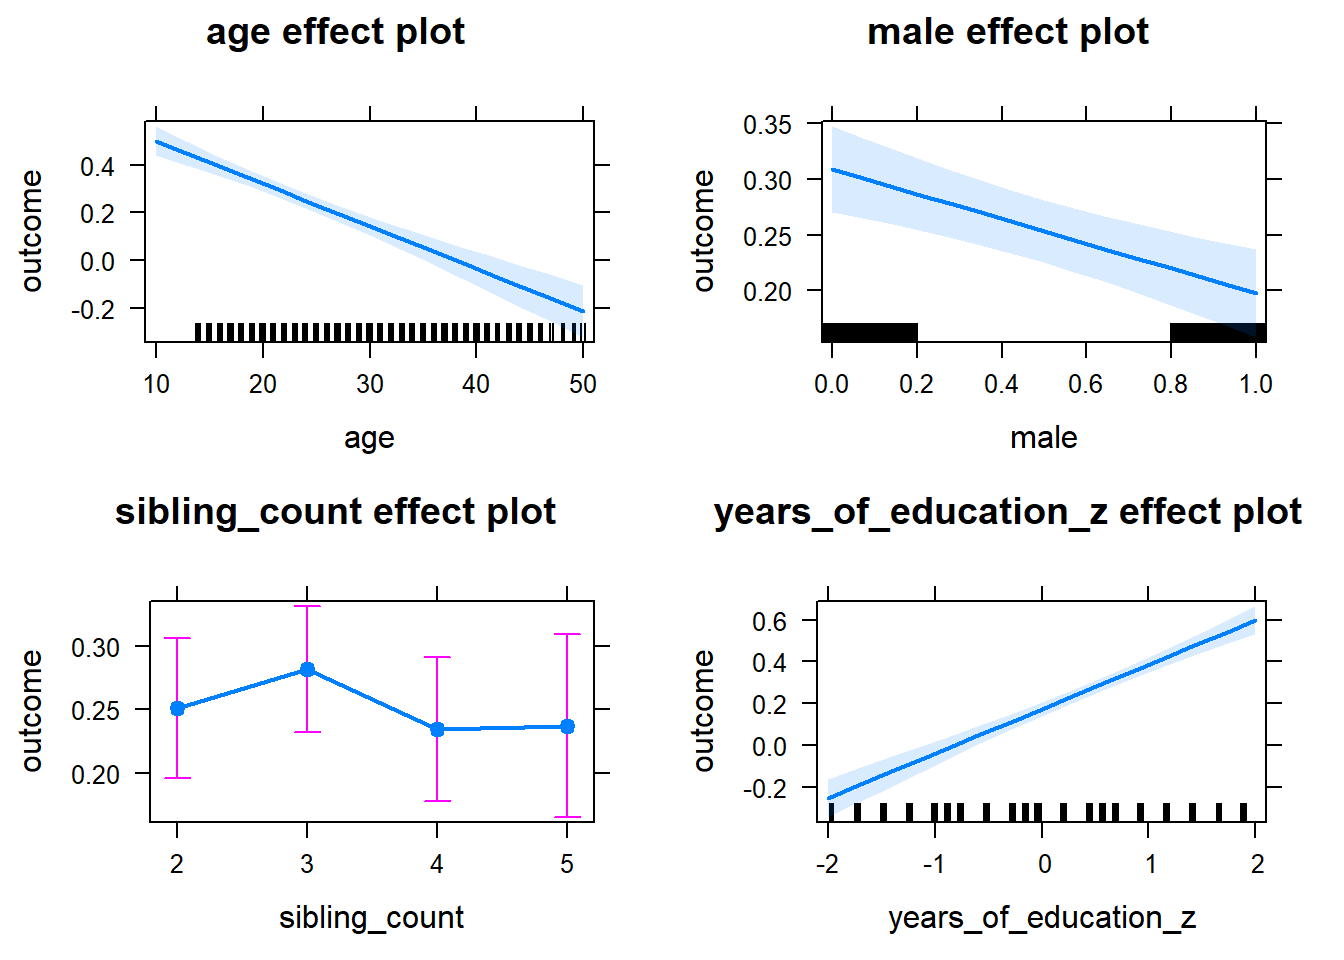 age effect plot
outcome
0.4
0.2
0.0
-0.2
10 20 30 40 50
age
male effect plot
outcome
0.35
0.30
0.25
0.20
0.0 0.2 0.4 0.6 0.8 1.0
male
sibling_count effect plot
outcome
0.30
0.25
0.20
2 3 4 5
sibling_count
years_of_education_z effect plot
outcome
0.6
0.4
0.2
0.0
-0.2
-2 -1 0 1 2
years_of_education_z